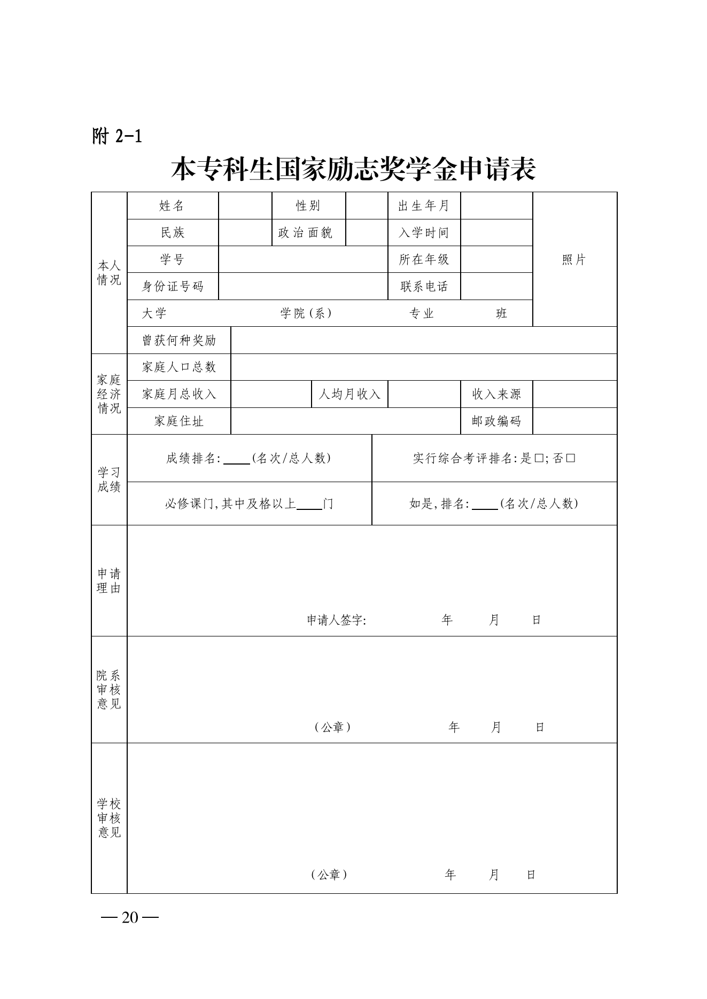 附 2-1
本专科生国家励志奖学金申请表
本人
情况
姓名 性别 出生年月
民族 政治面貌 入学时间
学号 所在年级
照片
身份证号码 联系电话
大学 学院(系) 专业 班
曾获何种奖励
家庭
经济
情况
家庭人口总数
家庭月总收入 人均月收入 收入来源
家庭住址 邮政编码
学习
成绩
成绩排名:____(名次/总人数) 实行综合考评排名:是□;否□
必修课门,其中及格以上____门 如是,排名:____(名次/总人数)
申请
理由
申请人签字: 年 月 日
院系
审核
意见
(公章) 年 月 日
学校
审核
意见
(公章) 年 月 日
— 20 —